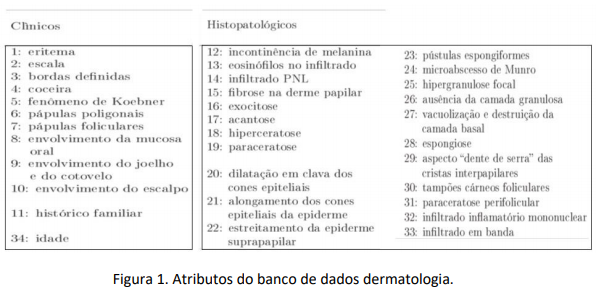 Clínicos
1: eritema
2: escala
3: bordas definidas
4: coceira
5: fenômeno de Koebner
6: pápulas poligonais
7: pápulas foliculares
8: envolvimento da mucosa
oral
9: envolvimento do joelho
e do cotovelo
10: envolvimento do escalpo
11: histórico familiar
34: idade
Histopatológicos
12: incontinência de melanina
13: eosinófilos no infiltrado
14: infiltrado PNL
15: fibrose na derme papilar
16: exocitose
17: acantose
18: hiperceratose
19: paraceratose
20: dilatação em clava dos
cones epiteliais
21: alongamento dos cones
epiteliais da epiderme
22: estreitamento da epiderme
suprapapilar
23: pústulas espongiformes
24: microabscesso de Munro
25: hipergranulose focal
26: ausência da camada granulosa
27: vacuolização e destruição da
camada basal
28: espongiose
29: aspecto “dente de serra” das
cristas interpapilares
30: tampões córneos foliculares
31: paraceratose perifolicular
32: infiltrado inflamatório mononuclear
33: infiltrado em banda
Figura 1. Atributos do banco de dados dermatologia.